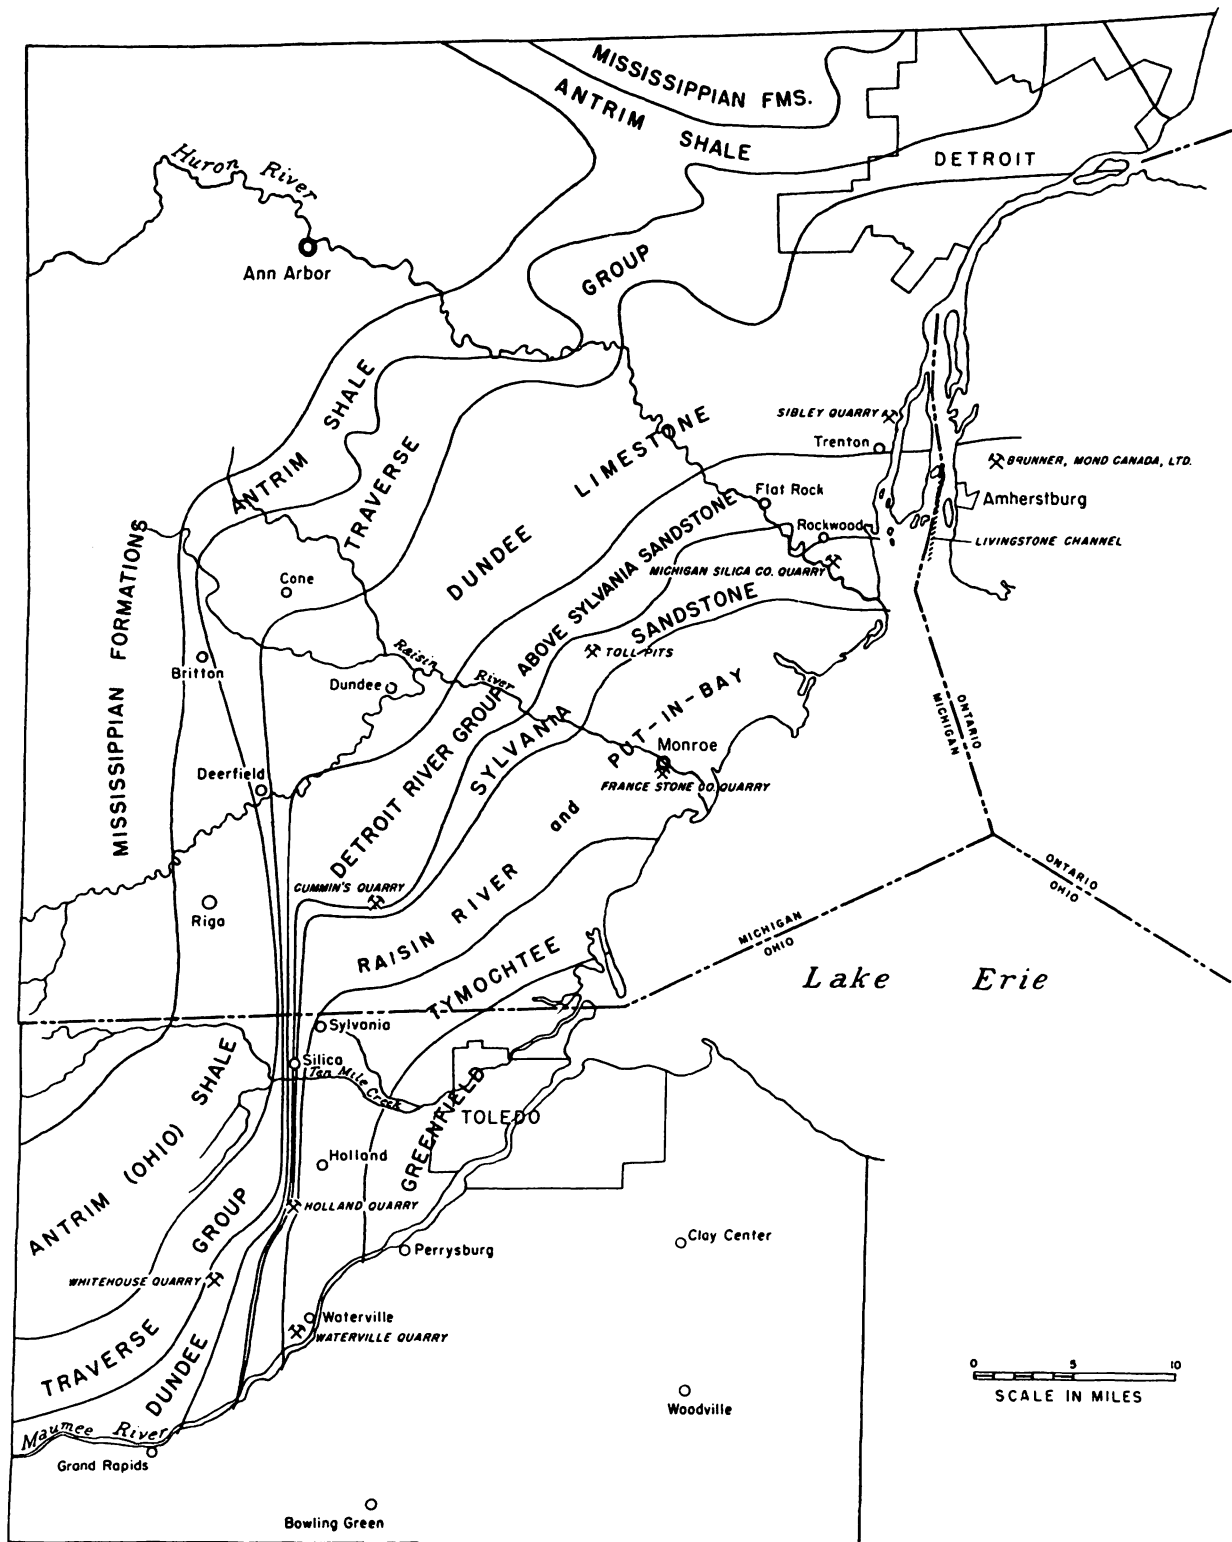 MISSISSIPPIAN FMS.
ANTRIM SHALE
DETROIT
Huron River
Ann Arbor
GROUP
ANTRIM SHALE
TRAVERSE
DUNDEE LIMESTONE
SIBLEY QUARRY
Trenton
BRUNNER, MOND CANADA, LTD.
Flat Rock
Amherstburg
Rockwood
LIVINGSTONE CHANNEL
MICHIGAN SILICA CO. QUARRY
MISSISSIPPIAN FORMATIONS
Cone
DETROIT RIVER GROUP ABOVE SYLVANIA SANDSTONE
SYLVANIA SANDSTONE
TOLL PITS
Britton
Dundee
Raisin River
RAISIN RIVER and PUT-IN-BAY
Monroe
FRANCE STONE CO. QUARRY
ONTARIO
MICHIGAN
Deerfield
CUMMIN'S QUARRY
Riga
ONTARIO
OHIO
MICHIGAN
OHIO
TYMOCHTEE
Lake Erie
Sylvania
Silica
Ten Mile Creek
GREENFIELD
TOLEDO
ANTRIM (OHIO) SHALE
Holland
HOLLAND QUARRY
Perrysburg
Clay Center
TRAVERSE GROUP
WHITEHOUSE QUARRY
Waterville
WATERVILLE QUARRY
DUNDEE
0 5 10
SCALE IN MILES
Woodville
Maumee River
Grand Rapids
Bowling Green